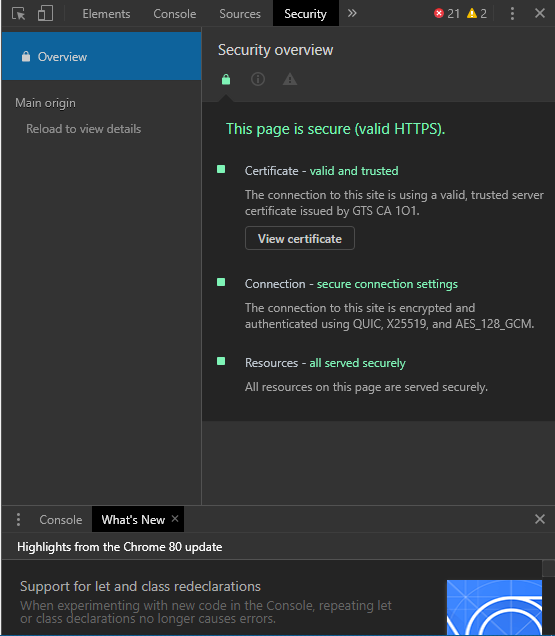 Elements Console Sources Security » 21 2
Overview
Main origin
Reload to view details
Security overview
This page is secure (valid HTTPS).
Certificate - valid and trusted
The connection to this site is using a valid, trusted server
certificate issued by GTS CA 1O1.
View certificate
Connection - secure connection settings
The connection to this site is encrypted and
authenticated using QUIC, X25519, and AES_128_GCM.
Resources - all served securely
All resources on this page are served securely.
Console What's New
Highlights from the Chrome 80 update
Support for let and class redeclarations
When experimenting with new code in the Console, repeating let
or class declarations no longer causes errors.